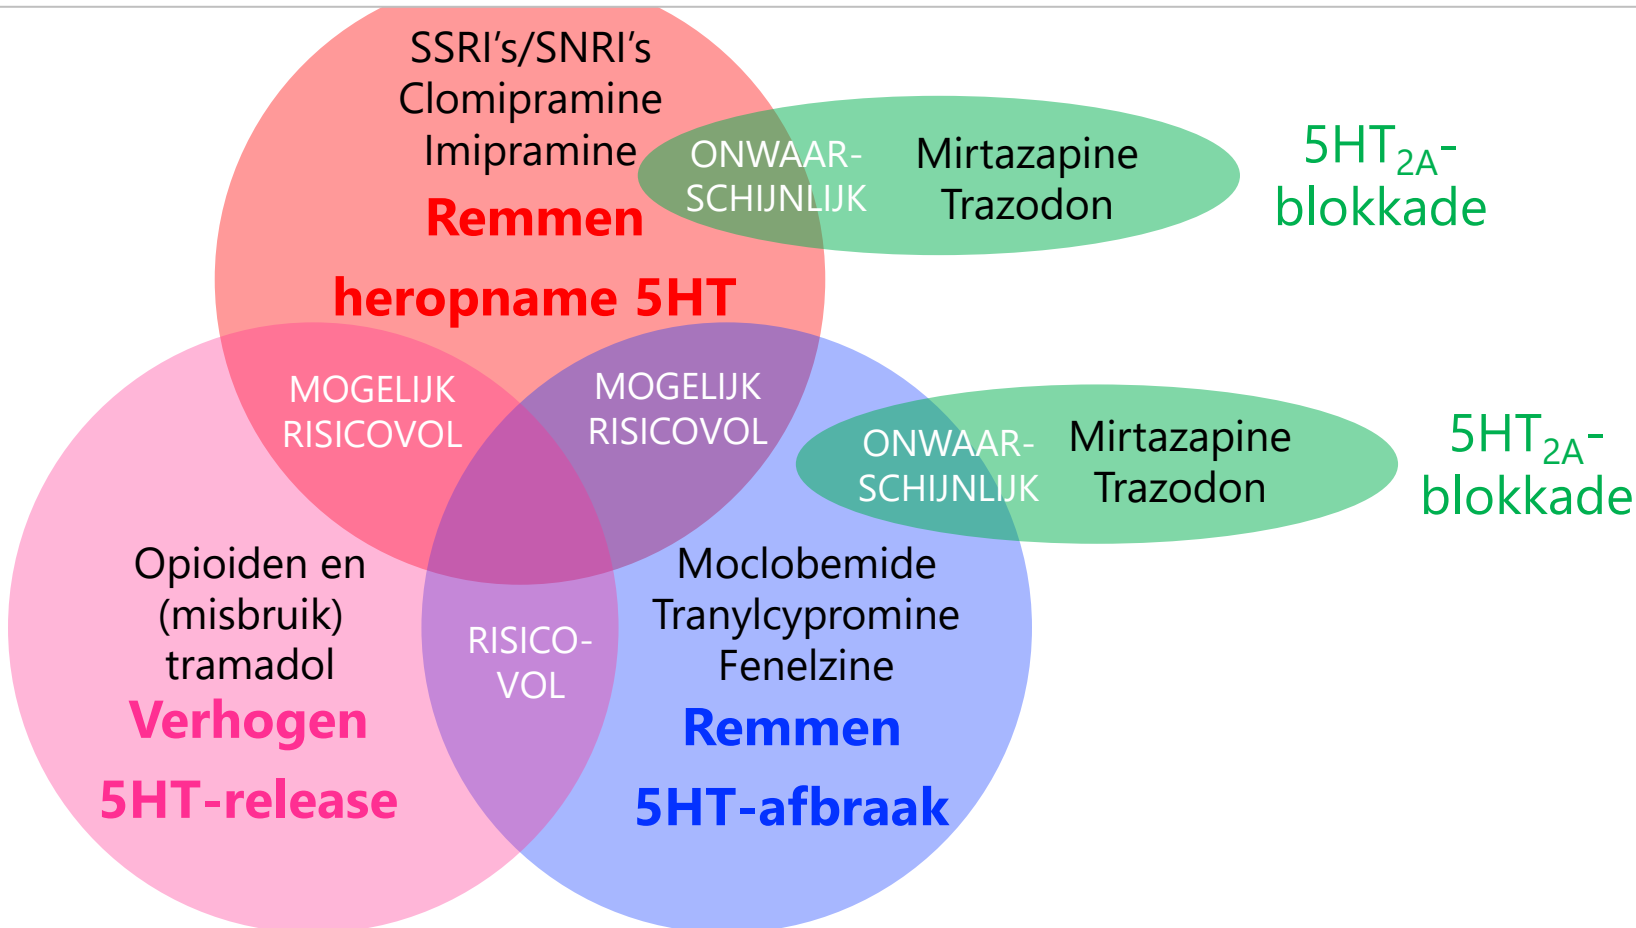 SSRI's/SNRI's
Clomipramine
Imipramine
Remmen
heropname 5HT
ONWAAR-
SCHIJNLIJK
Mirtazapine
Trazodon
5HT2A-
blokkade
MOGELIJK
RISICOVOL
MOGELIJK
RISICOVOL
ONWAAR-
SCHIJNLIJK
Mirtazapine
Trazodon
5HT2A-
blokkade
Opioiden en
(misbruik)
tramadol
Verhogen
5HT-release
RISICO-
VOL
Moclobemide
Tranylcypromine
Fenelzine
Remmen
5HT-afbraak